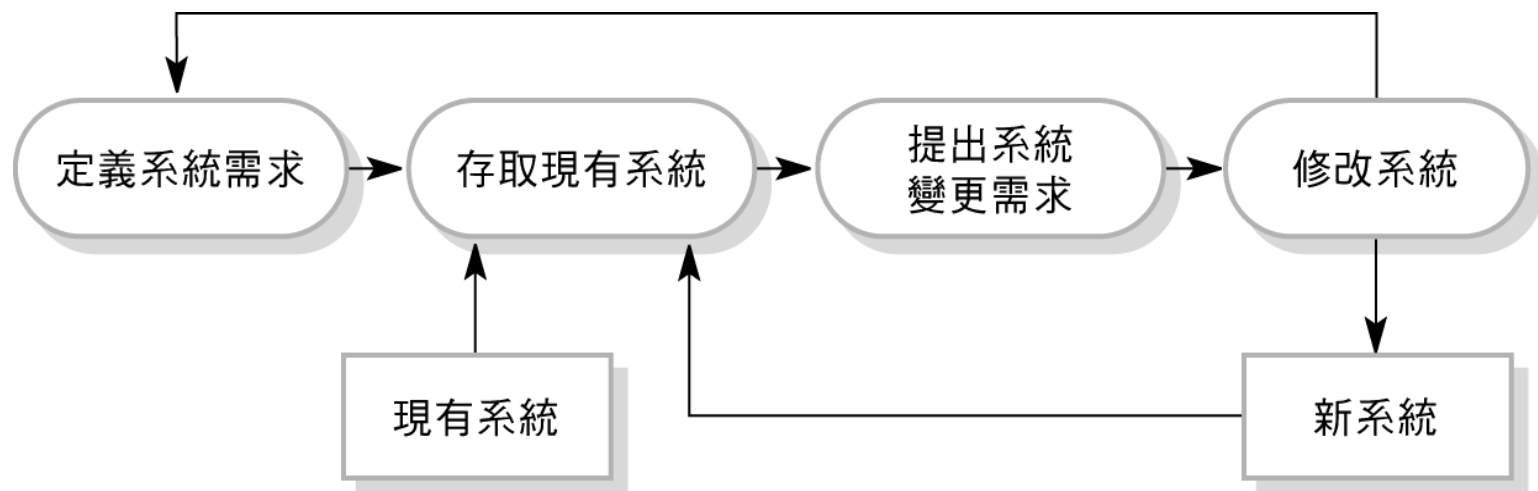 定義系統需求
存取現有系統
提出系統
變更需求
修改系統
現有系統
新系統